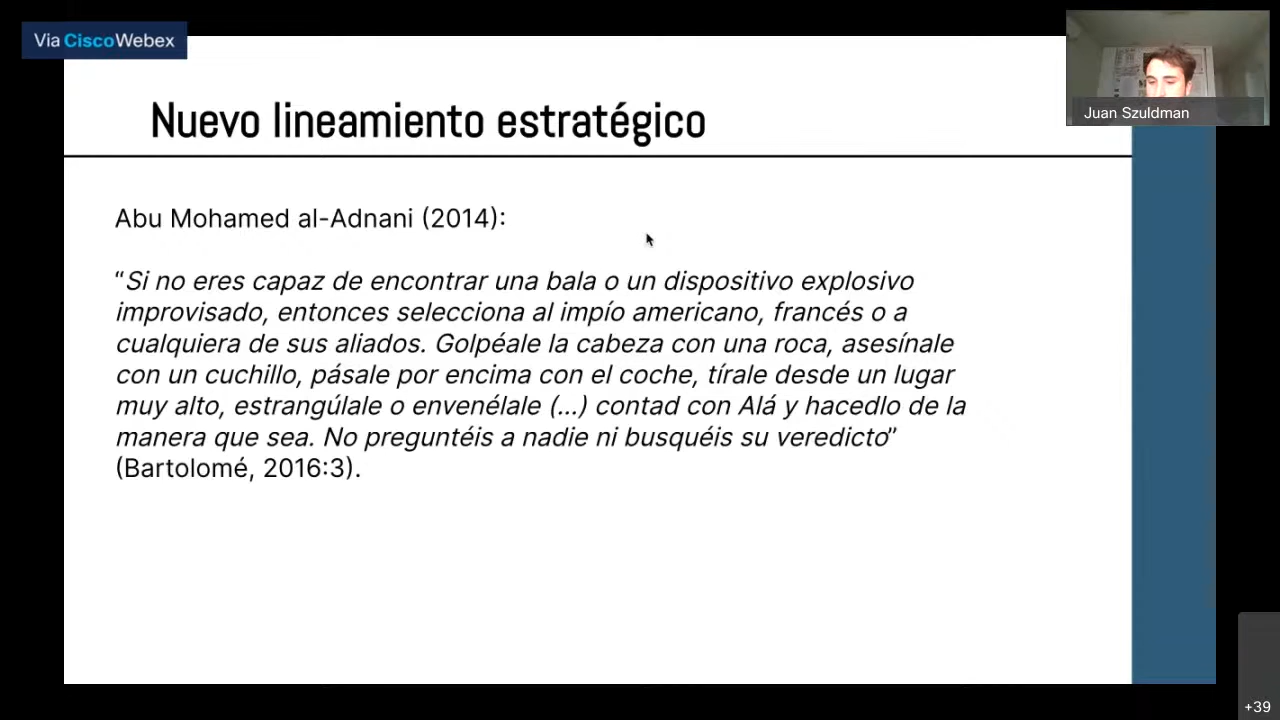 Vía CiscoWebex
Juan Szuldman
Nuevo lineamiento estratégico
Abu Mohamed al-Adnani (2014):
“Si no eres capaz de encontrar una bala o un dispositivo explosivo
improvisado, entonces selecciona al impío americano, francés o a
cualquiera de sus aliados. Golpéale la cabeza con una roca, asesínale
con un cuchillo, pásale por encima con el coche, tírale desde un lugar
muy alto, estrangúlale o envenélale (...) contad con Alá y hacedlo de la
manera que sea. No preguntéis a nadie ni busquéis su veredicto”
(Bartolomé, 2016:3).
+39